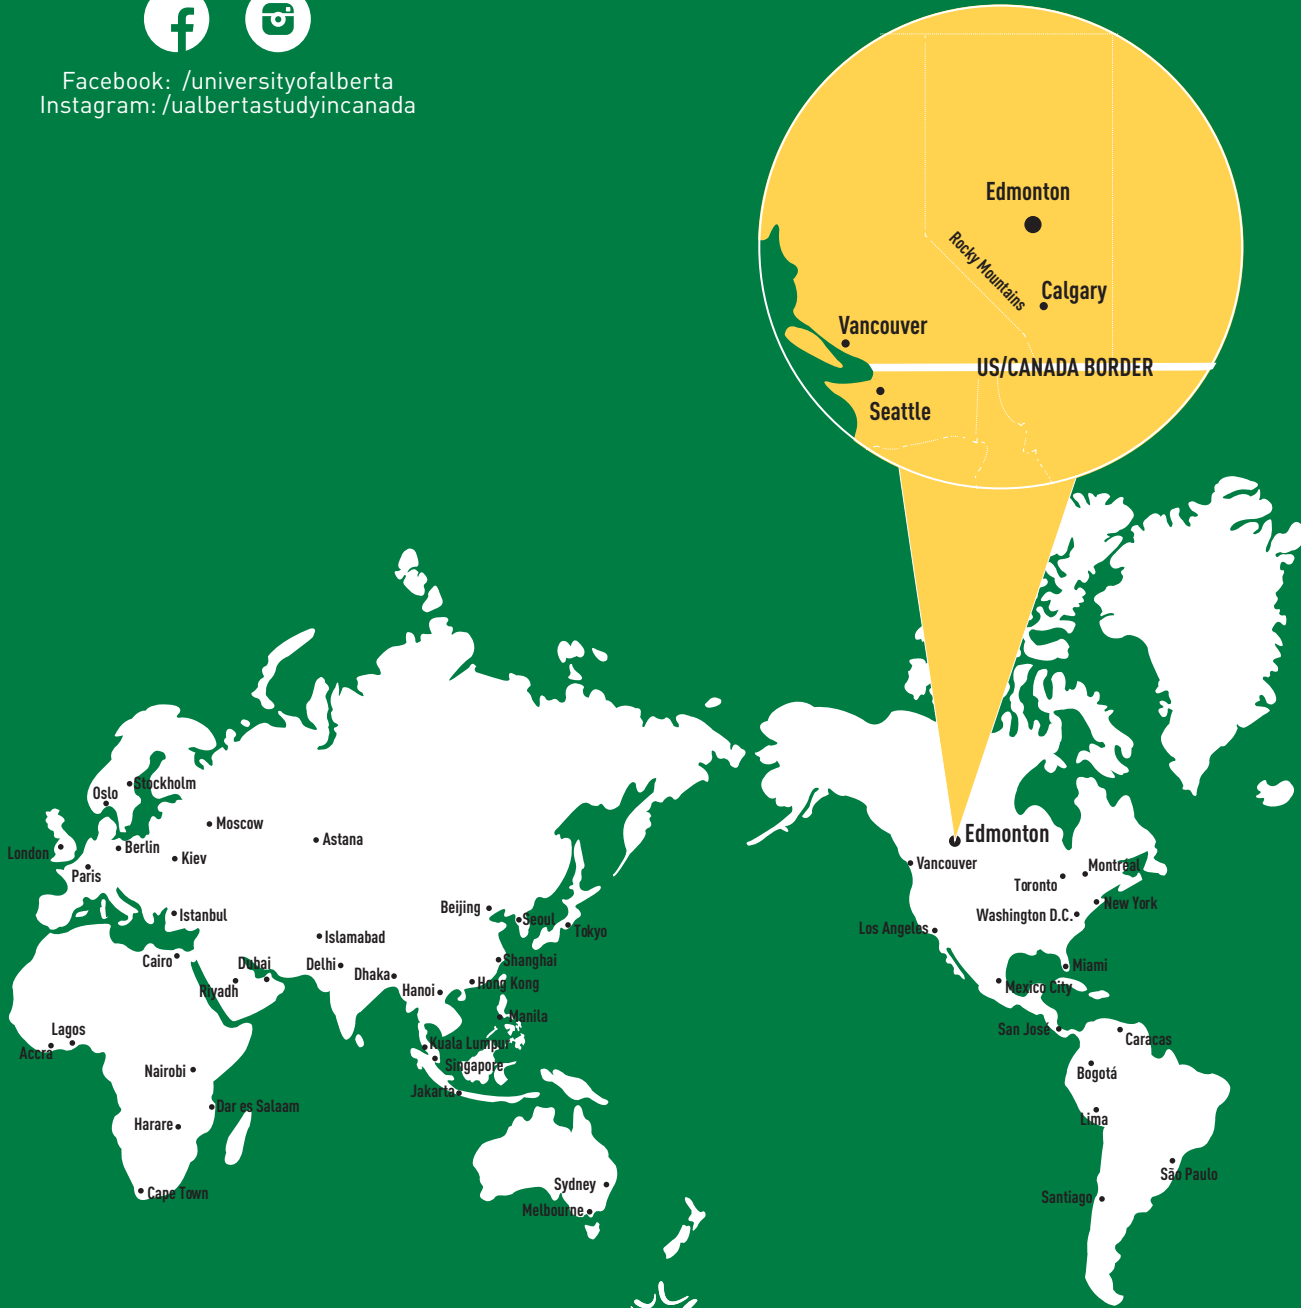 Facebook: /universityofalberta
Instagram: /ualbertastudyincanada
Edmonton
Rocky Mountains
Calgary
Vancouver
US/CANADA BORDER
Seattle
Stockholm
Oslo
Moscow
Astana
Edmonton
London
Berlin
Kiev
Paris
Vancouver
Montréal
Toronto
New York
Istanbul
Beijing
Seoul
Tokyo
Washington D.C.
Los Angeles
Islamabad
Cairo
Dubai
Delhi
Dhaka
Shanghai
Miami
Riyadh
Hanoi
Hong Kong
Mexico City
Manila
Lagos
Accra
San José
Caracas
Kuala Lumpur
Singapore
Nairobi
Bogotá
Jakarta
Dar es Salaam
Harare
Lima
Cape Town
Sydney
São Paulo
Melbourne
Santiago